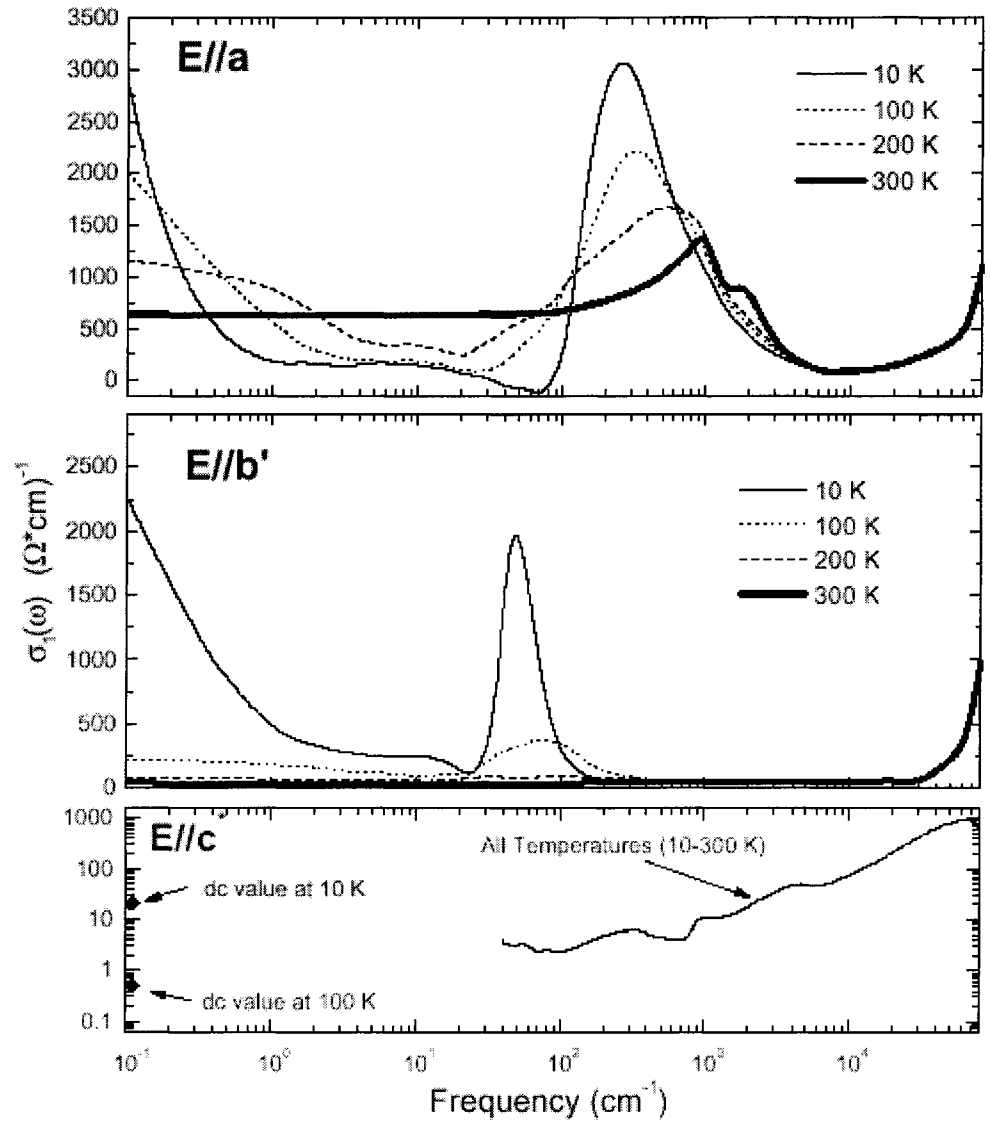 E//a
10 K
100 K
200 K
300 K
3500
3000
2500
2000
1500
1000
500
0
E//b'
10 K
100 K
200 K
300 K
2500
2000
1500
1000
500
0
σ₁(ω) (Ω*cm)⁻¹
E//c*
All Temperatures (10-300 K)
dc value at 10 K
dc value at 100 K
1000
100
10
1
0.1
10⁻¹ 10⁰ 10¹ 10² 10³ 10⁴
Frequency (cm⁻¹)